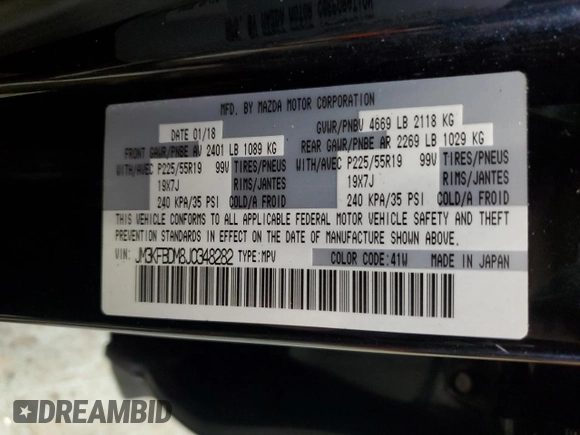 MFD. BY MAZDA MOTOR CORPORATION
DATE 01/18
GVWR/PNBV 4669 LB 2118 KG
FRONT GAWR/PNBE AV 2401 LB 1089 KG
REAR GAWR/PNBE AR 2269 LB 1029 KG
WITH/AVEC P225/55R19 99V TIRES/PNEUS
WITH/AVEC P225/55R19 99V TIRES/PNEUS
19X7J RIMS/JANTES
19X7J RIMS/JANTES
240 KPA/35 PSI COLD/A FROID
240 KPA/35 PSI COLD/A FROID
THIS VEHICLE CONFORMS TO ALL APPLICABLE FEDERAL MOTOR VEHICLE SAFETY AND THEFT
PREVENTION STANDARDS IN EFFECT ON THE DATE OF MANUFACTURE SHOWN ABOVE.
VIN: JM3KFBDM8J0348282 TYPE:MPV COLOR CODE:41W MADE IN JAPAN
DREAMBID